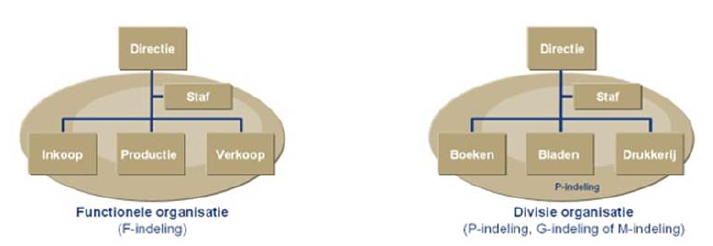 Directie
Staf
Inkoop
Productie
Verkoop
Functionele organisatie
(F-indeling)
Directie
Staf
Boeken
Bladen
Drukkerij
P-indeling
Divisie organisatie
(P-indeling, G-indeling of M-indeling)